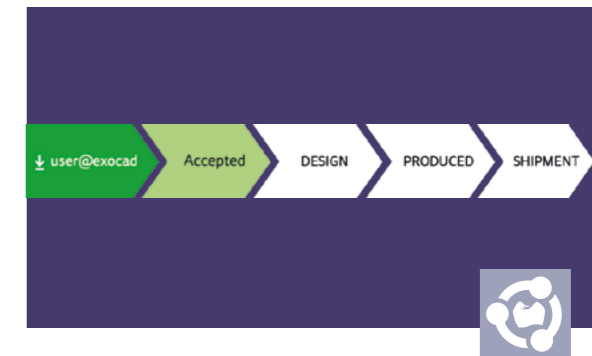 user@exocad
Accepted
DESIGN
PRODUCED
SHIPMENT